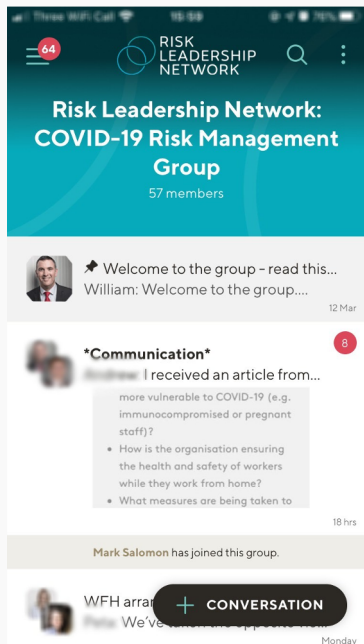 Three WiFi Call
15:59
70%
64
RISK
LEADERSHIP
NETWORK
Risk Leadership Network:
COVID-19 Risk Management
Group
57 members
Welcome to the group - read this...
William: Welcome to the group....
12 Mar
8
*Communication*
I received an article from...
more vulnerable to COVID-19 (e.g.
immunocompromised or pregnant
staff)?
• How is the organisation ensuring
the health and safety of workers
while they work from home?
• What measures are being taken to
18 hrs
Mark Salomon has joined this group.
WFH
+ CONVERSATION
We've
Monday